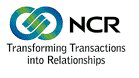 NCR
Transforming Transactions
into Relationships